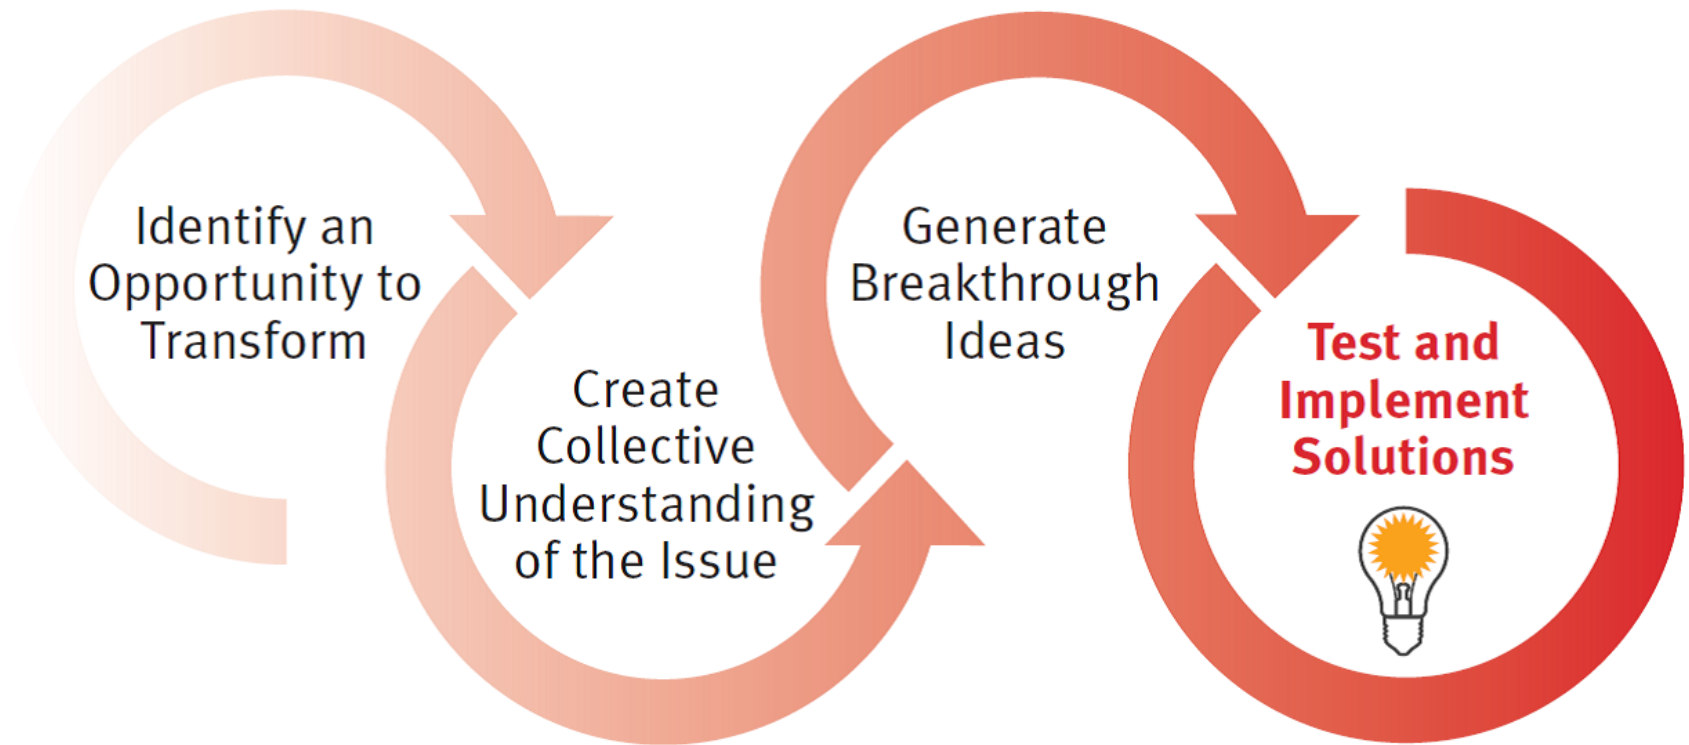 Identify an
Opportunity to
Transform
Create
Collective
Understanding
of the Issue
Generate
Breakthrough
Ideas
Test and
Implement
Solutions